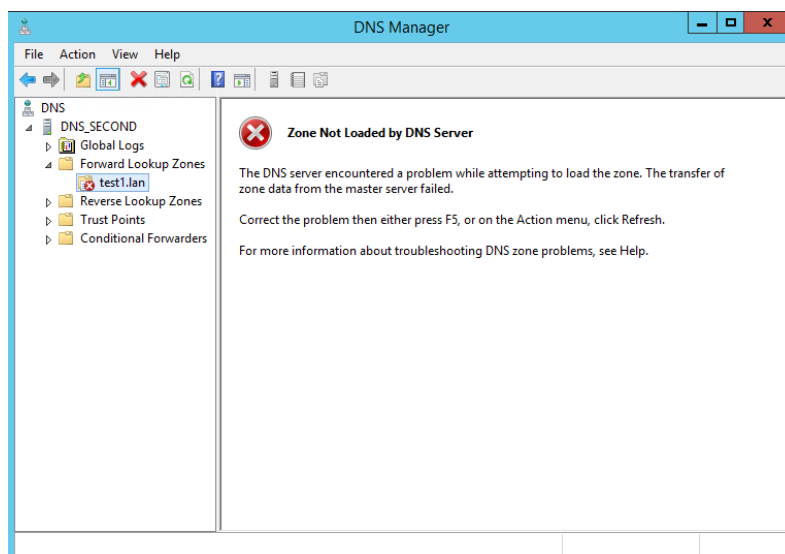 DNS Manager
File Action View Help
DNS
DNS_SECOND
Global Logs
Forward Lookup Zones
test1.lan
Reverse Lookup Zones
Trust Points
Conditional Forwarders
Zone Not Loaded by DNS Server
The DNS server encountered a problem while attempting to load the zone. The transfer of
zone data from the master server failed.
Correct the problem then either press F5, or on the Action menu, click Refresh.
For more information about troubleshooting DNS zone problems, see Help.